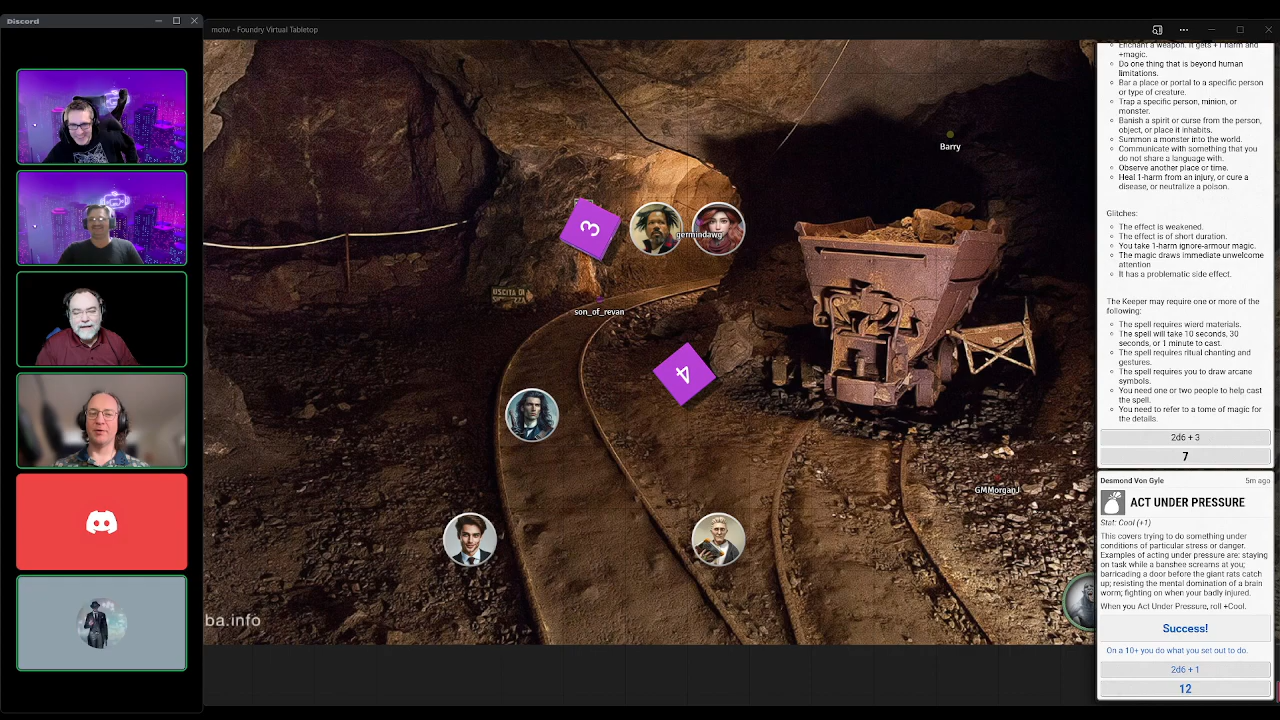 Discord
motw - Foundry Virtual Tabletop
Barry
3
germindawg
USCITA DI
son_of_revan
4
GMMorganJ
ba.info
Enchant a weapon. It gets +1 harm and
+magic.
Do one thing that is beyond human
limitations.
Bar a place or portal to a specific person
or type of creature.
Trap a specific person, minion, or
monster.
Banish a spirit or curse from the person,
object, or place it inhabits.
Summon a monster into the world.
Communicate with something that you
do not share a language with.
Observe another place or time.
Heal 1-harm from an injury, or cure a
disease, or neutralize a poison.
Glitches:
The effect is weakened.
The effect is of short duration.
You take 1-harm ignore-armour magic.
The magic draws immediate unwelcome
attention
It has a problematic side effect.
The Keeper may require one or more of the
following:
The spell requires wierd materials.
The spell will take 10 seconds, 30
seconds, or 1 minute to cast.
The spell requires ritual chanting and
gestures.
The spell requires you to draw arcane
symbols.
You need one or two people to help cast
the spell.
You need to refer to a tome of magic for
the details.
2d6 + 3
7
Desmond Von Gyle 5m ago
ACT UNDER PRESSURE
Stat: Cool (+1)
This covers trying to do something under
conditions of particular stress or danger.
Examples of acting under pressure are: staying
on task while a banshee screams at you;
barricading a door before the giant rats catch
up; resisting the mental domination of a brain
worm; fighting on when your badly injured.
When you Act Under Pressure, roll +Cool.
Success!
On a 10+ you do what you set out to do.
2d6 + 1
12